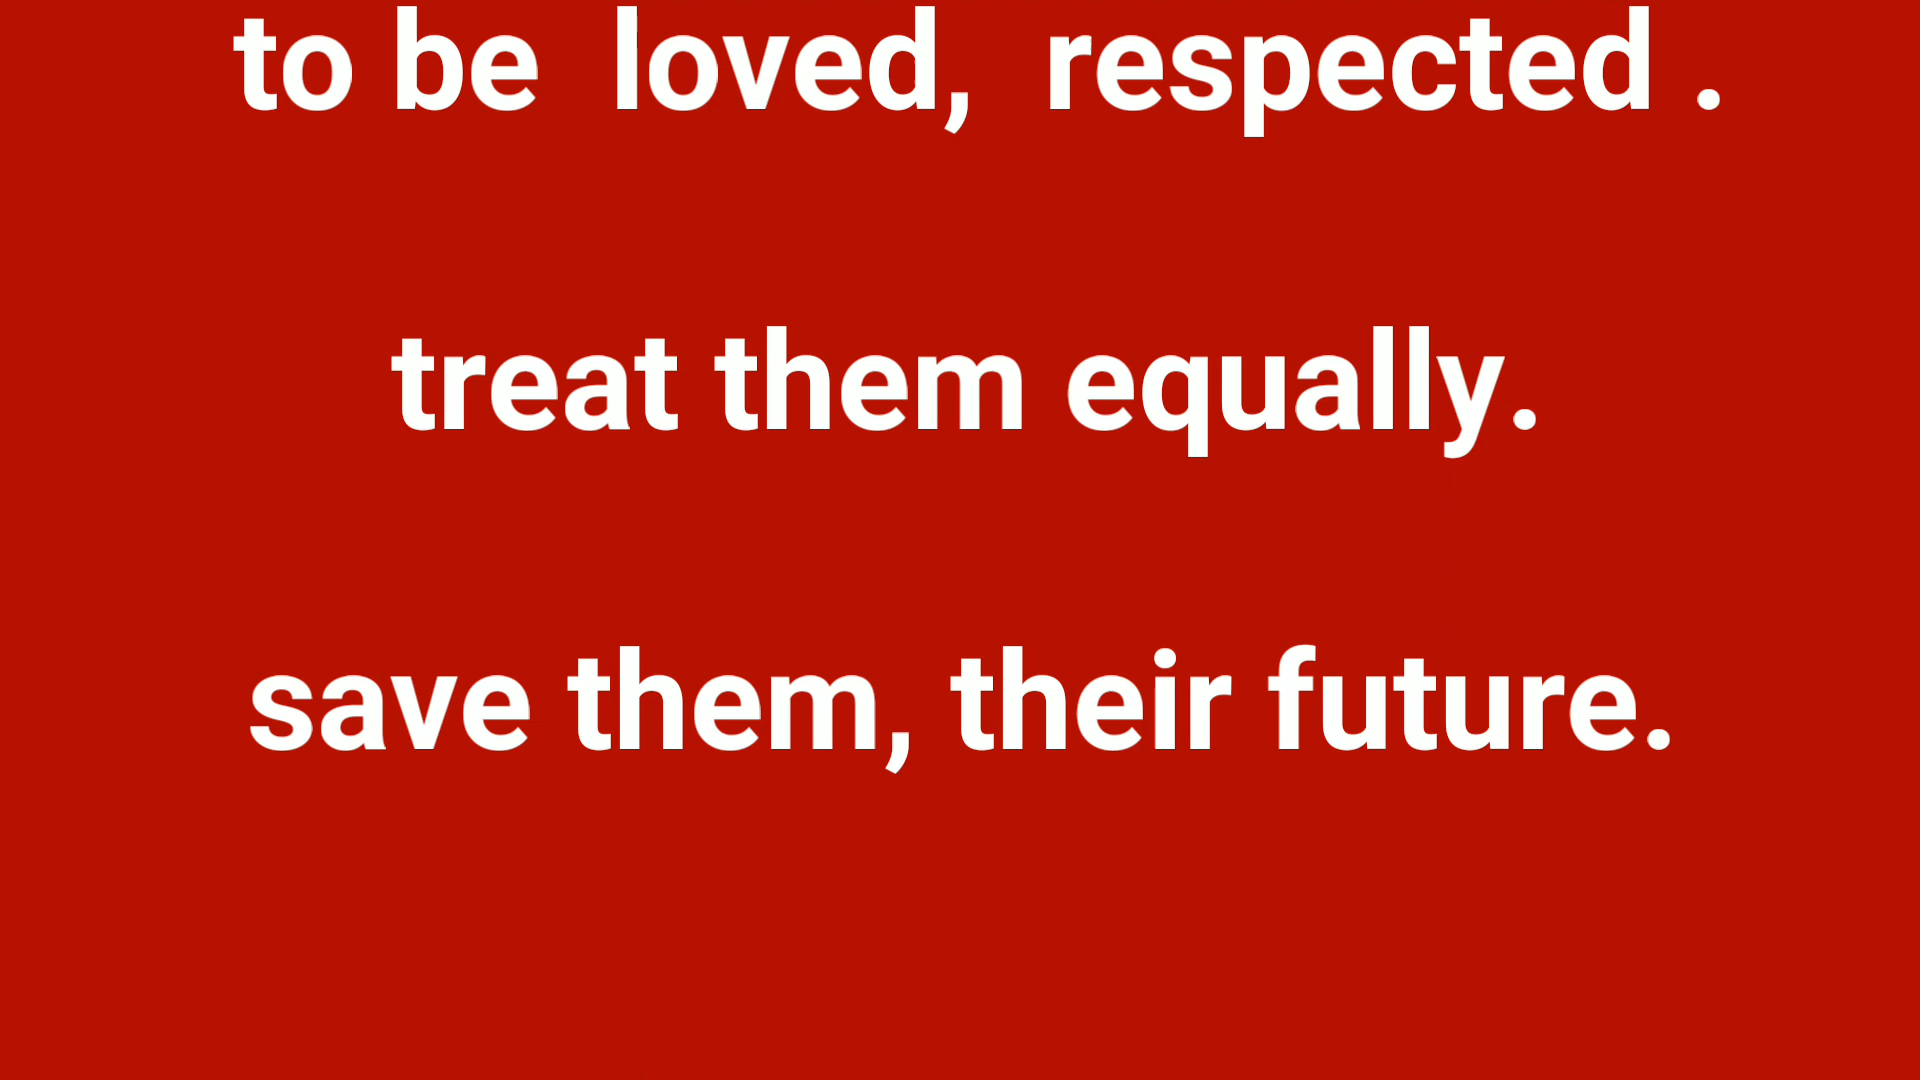 to be  loved,  respected .
treat them equally.
save them, their future.